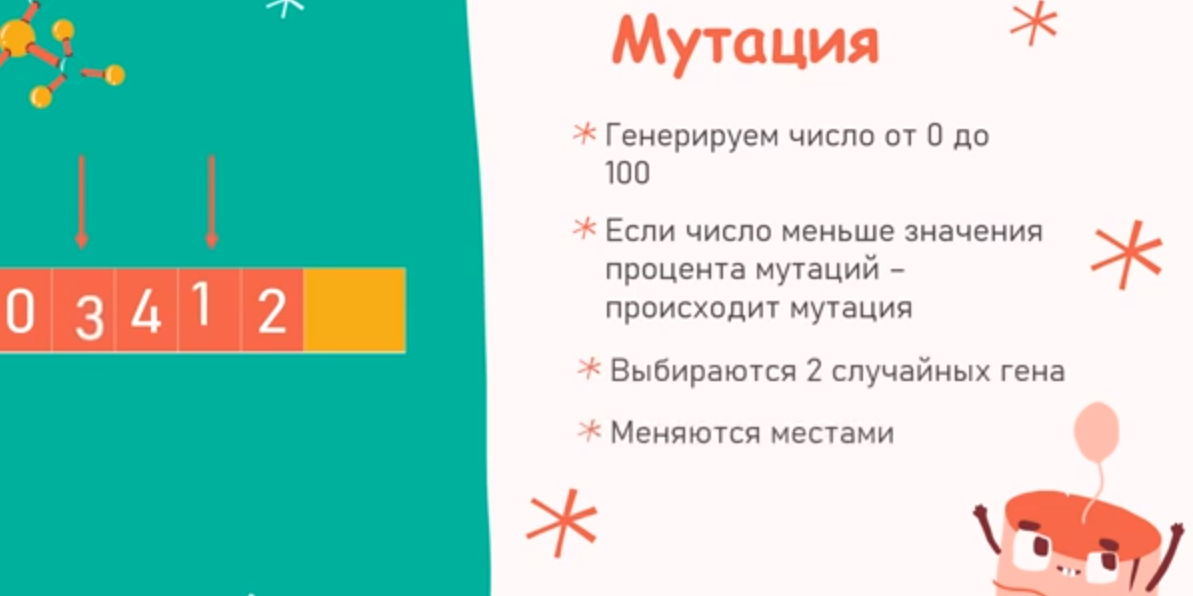 Мутация
Генерируем число от 0 до
100
Если число меньше значения
процента мутаций –
происходит мутация
Выбираются 2 случайных гена
Меняются местами
0 3 4 1 2